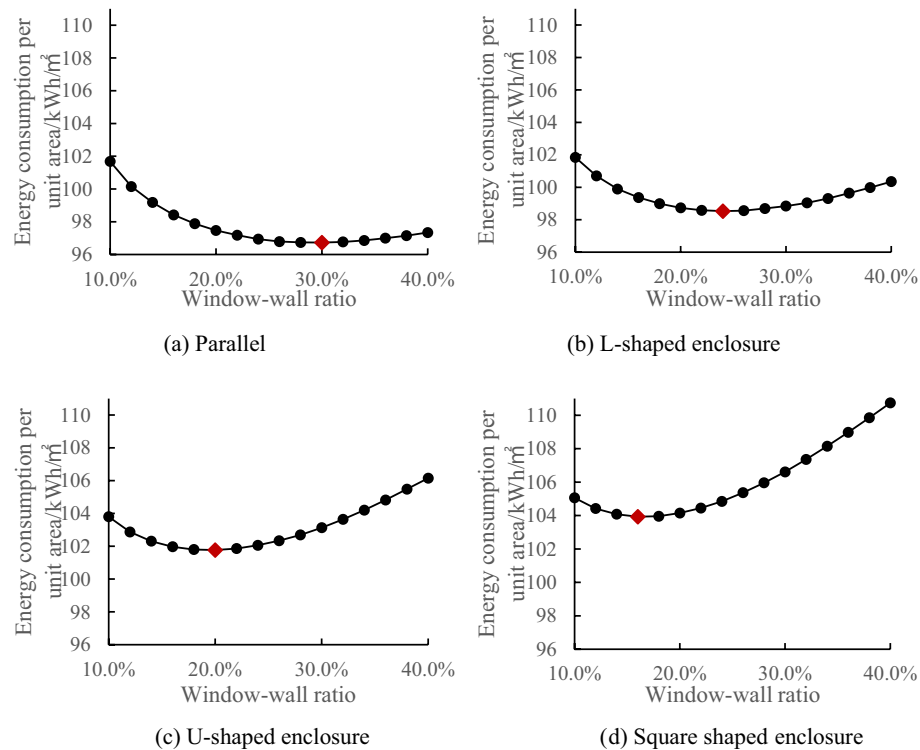 Energy consumption per
unit area/kWh/㎡
110
108
106
104
102
100
98
96
10.0% 20.0% 30.0% 40.0%
Window-wall ratio
(a) Parallel
Energy consumption per
unit area/kWh/㎡
110
108
106
104
102
100
98
96
10.0% 20.0% 30.0% 40.0%
Window-wall ratio
(b) L-shaped enclosure
Energy consumption per
unit area/kWh/㎡
110
108
106
104
102
100
98
96
10.0% 20.0% 30.0% 40.0%
Window-wall ratio
(c) U-shaped enclosure
Energy consumption per
unit area/kWh/㎡
110
108
106
104
102
100
98
96
10.0% 20.0% 30.0% 40.0%
Window-wall ratio
(d) Square shaped enclosure